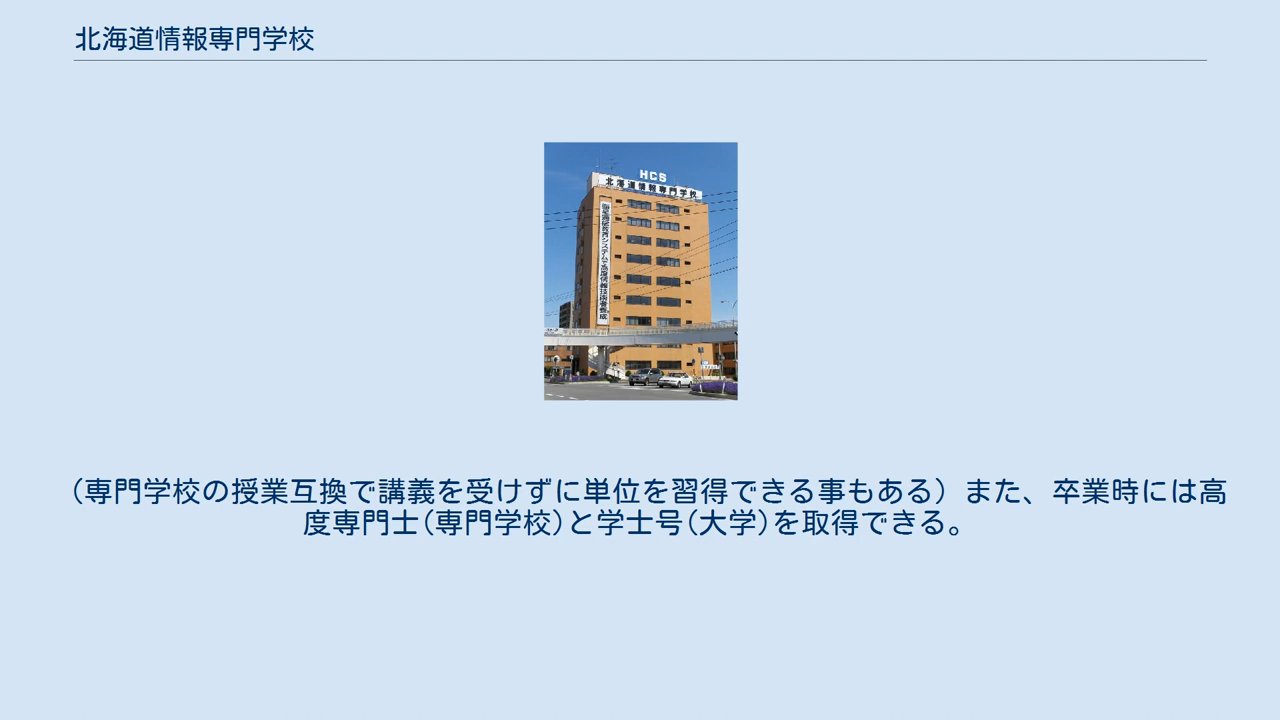 北海道情報専門学校
HCS
北海道情報専門学校
（専門学校の授業互換で講義を受けずに単位を習得できる事もある）また、卒業時には高
度専門士(専門学校)と学士号(大学)を取得できる。